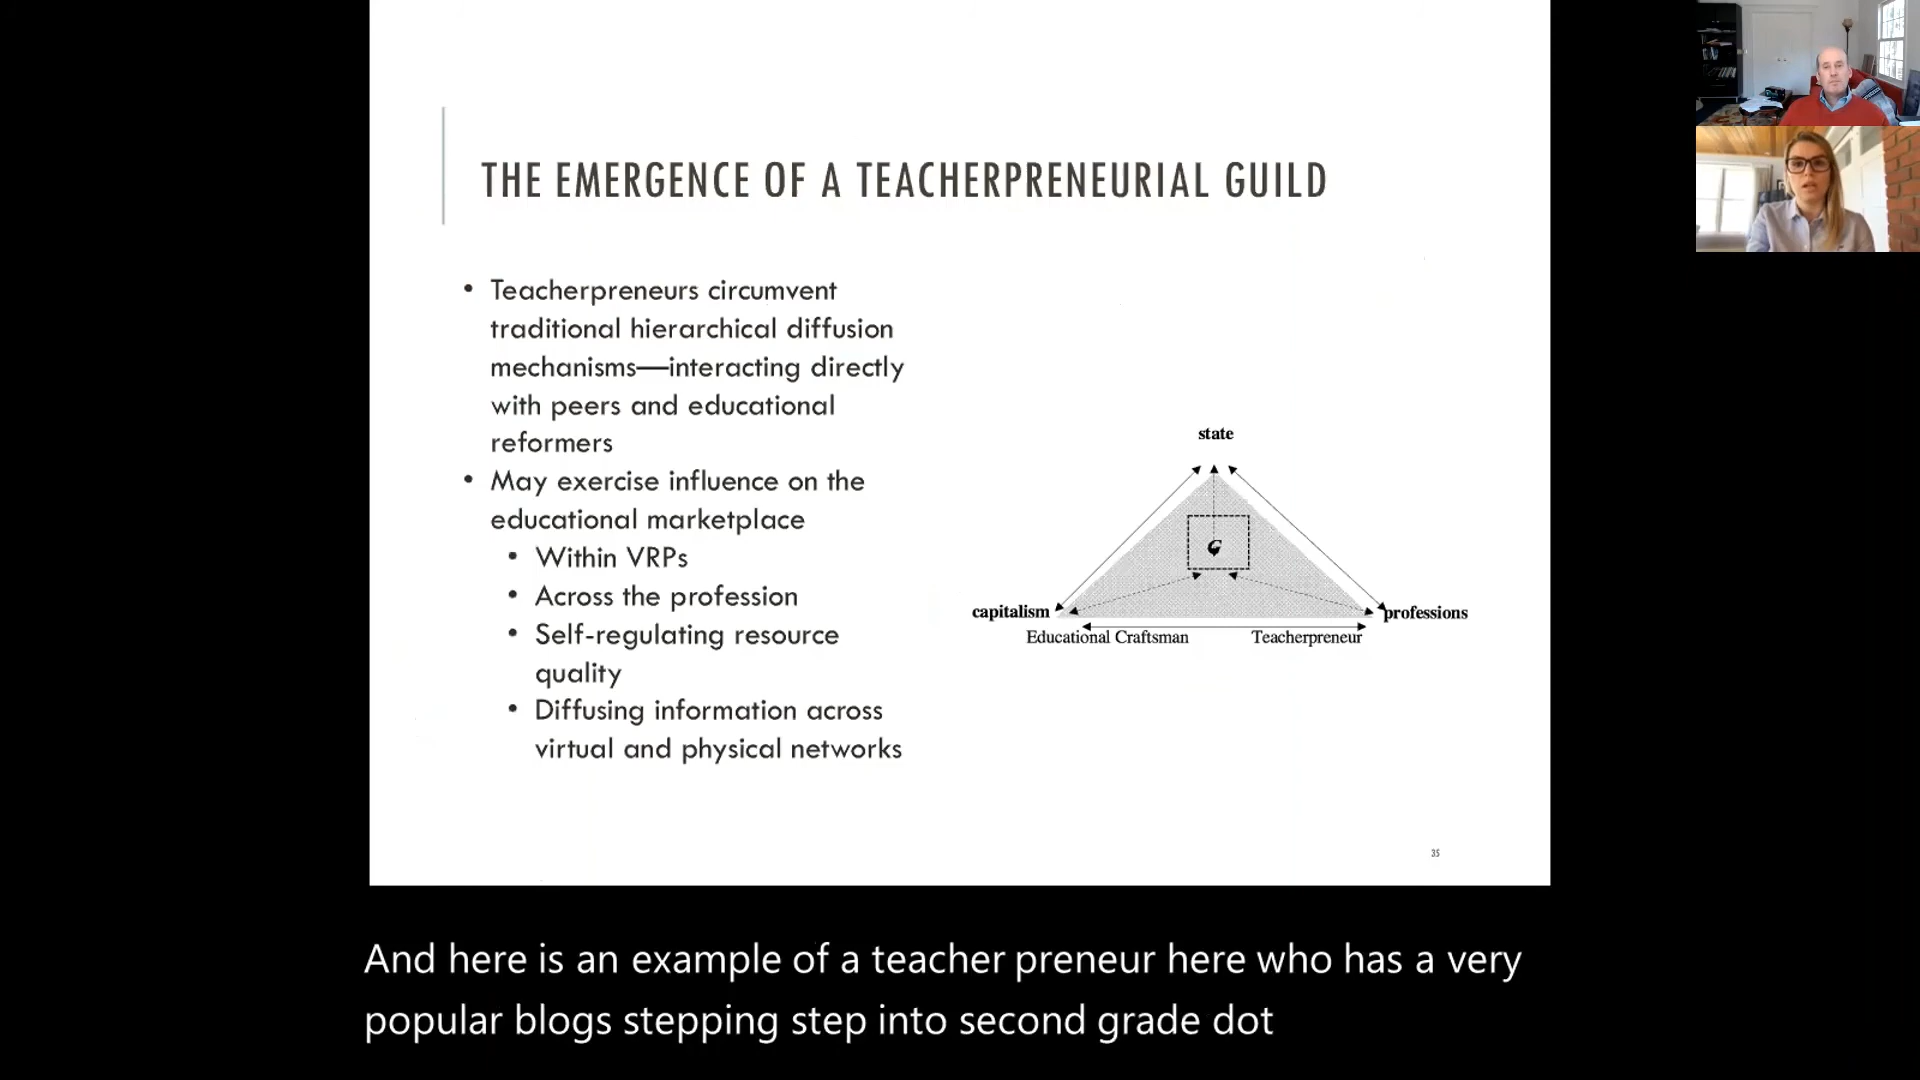 THE EMERGENCE OF A TEACHERPRENEURIAL GUILD
• Teacherpreneurs circumvent
traditional hierarchical diffusion
mechanisms—interacting directly
with peers and educational
reformers
• May exercise influence on the
educational marketplace
• Within VRPs
• Across the profession
• Self-regulating resource
quality
• Diffusing information across
virtual and physical networks
state
G
capitalism
professions
Educational Craftsman
Teacherpreneur
35
And here is an example of a teacher preneur here who has a very
popular blogs stepping step into second grade dot